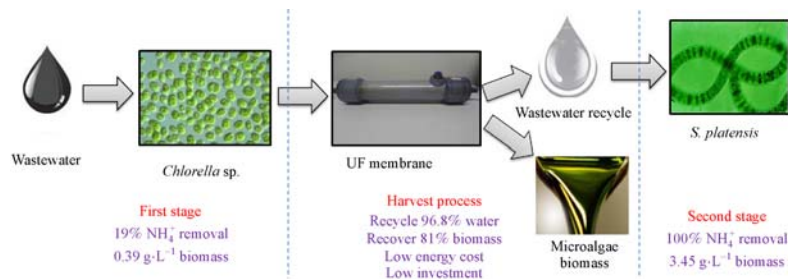 Wastewater
Chlorella sp.
UF membrane
Wastewater recycle
Microalgae
biomass
S. platensis
First stage
19% NH₄⁺ removal
0.39 g·L⁻¹ biomass
Harvest process
Recycle 96.8% water
Recover 81% biomass
Low energy cost
Low investment
Second stage
100% NH₄⁺ removal
3.45 g·L⁻¹ biomass